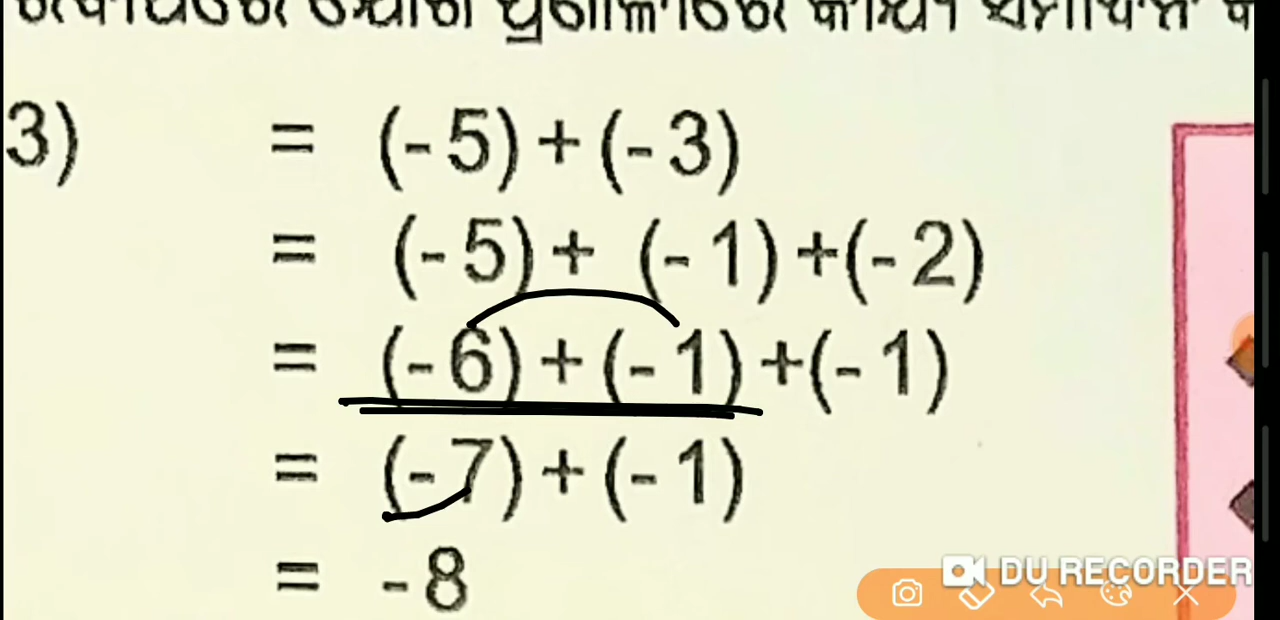 3) = (-5)+(-3)
= (-5)+ (-1)+(-2)
= (-6)+(-1)+(-1)
= (-7)+(-1)
= -8
DU RECORDER